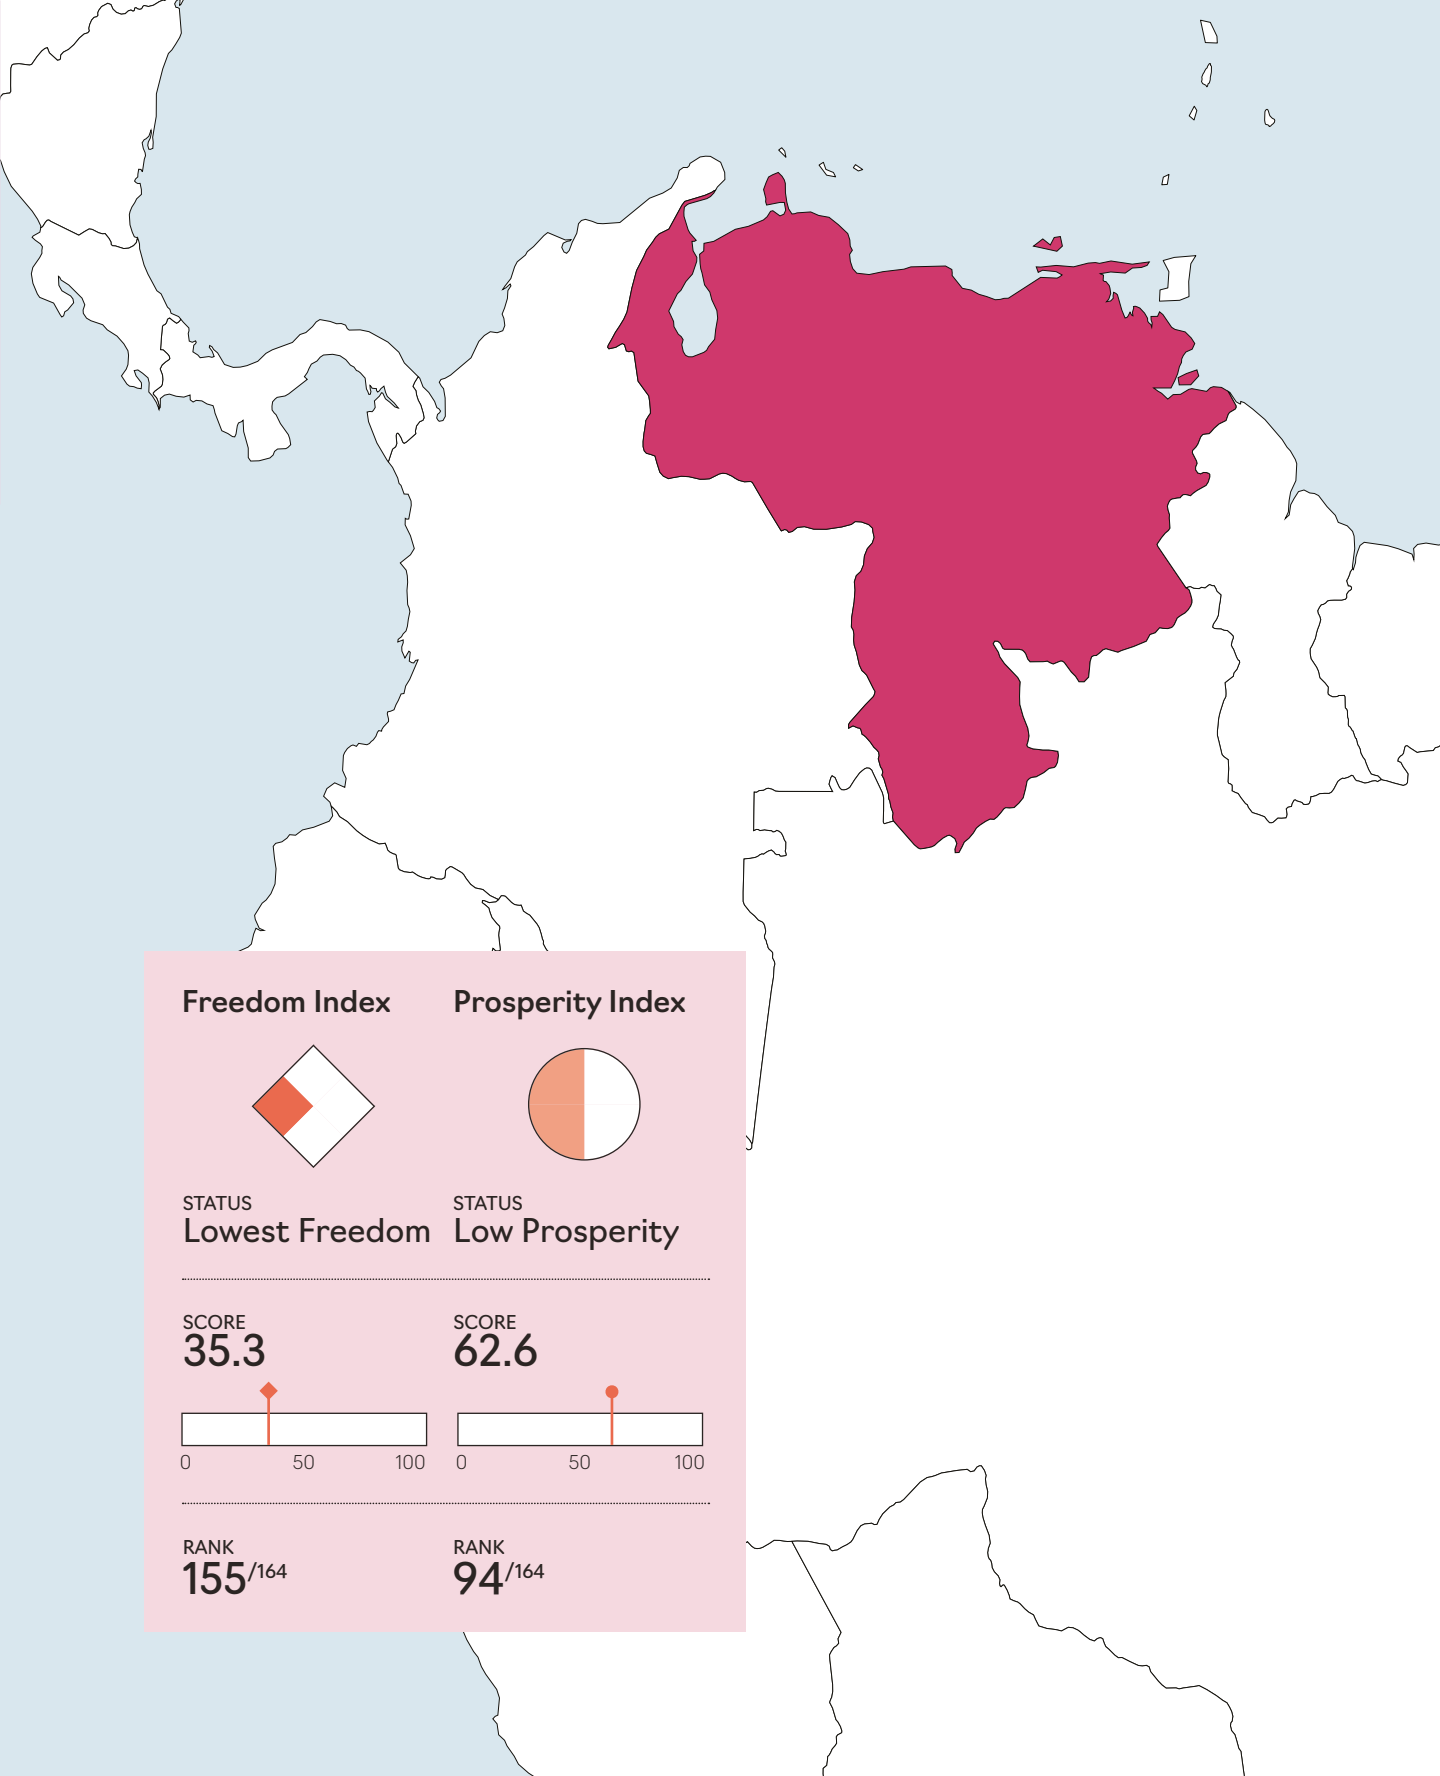 Freedom Index
Prosperity Index
STATUS
Lowest Freedom
STATUS
Low Prosperity
SCORE
35.3
SCORE
62.6
0 50 100
0 50 100
RANK
155/164
RANK
94/164